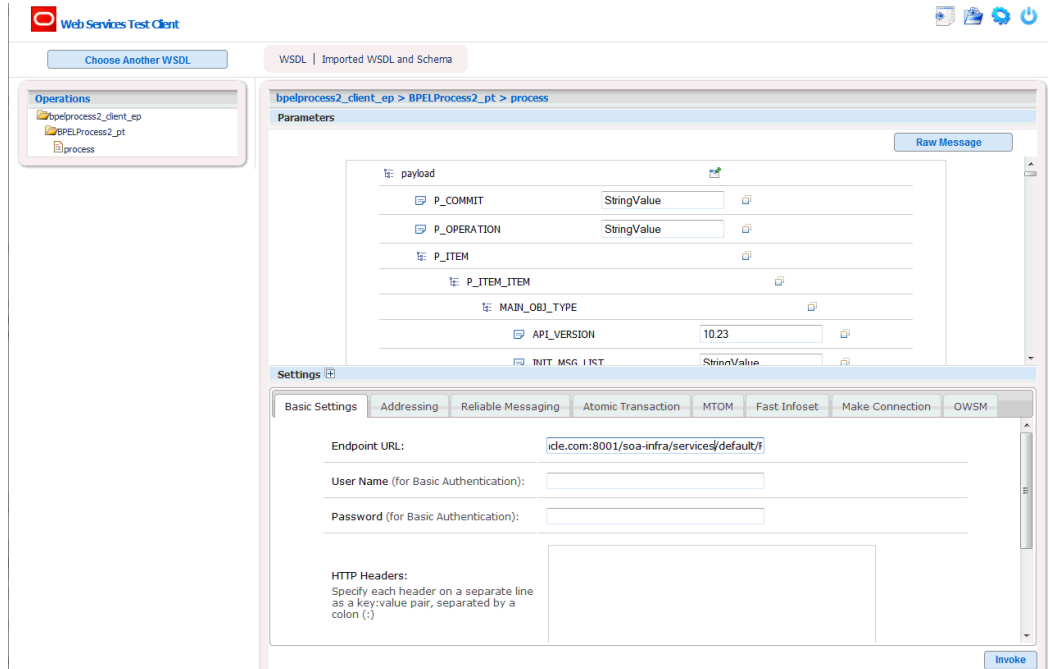 Web Services Test Client
Choose Another WSDL
WSDL | Imported WSDL and Schema
Operations
bpelprocess2_client_ep
BPELProcess2_pt
process
bpelprocess2_client_ep > BPELProcess2_pt > process
Parameters
Raw Message
payload
P_COMMIT StringValue
P_OPERATION StringValue
P_ITEM
P_ITEM_ITEM
MAIN_OBJ_TYPE
API_VERSION 10.23
INIT_MSG_LIST StringValue
Settings
Basic Settings Addressing Reliable Messaging Atomic Transaction MTOM Fast Infoset Make Connection OWSM
Endpoint URL: cle.com:8001/soa-infra/services/default/
User Name (for Basic Authentication):
Password (for Basic Authentication):
HTTP Headers:
Specify each header on a separate line
as a key:value pair, separated by a
colon (:)
Invoke